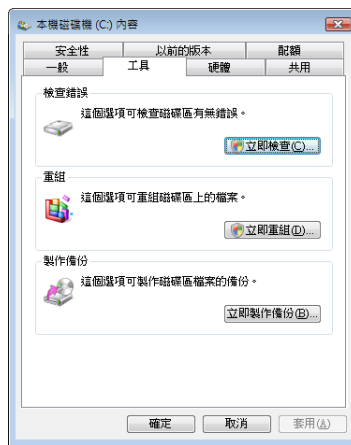 本機磁碟機 (C:) 內容
安全性 以前的版本 配額
一般 工具 硬體 共用
檢查錯誤
這個選項可檢查磁碟區有無錯誤。
立即檢查(C)...
重組
這個選項可重組磁碟區上的檔案。
立即重組(D)...
製作備份
這個選項可製作磁碟區檔案的備份。
立即製作備份(B)...
確定 取消 套用(A)